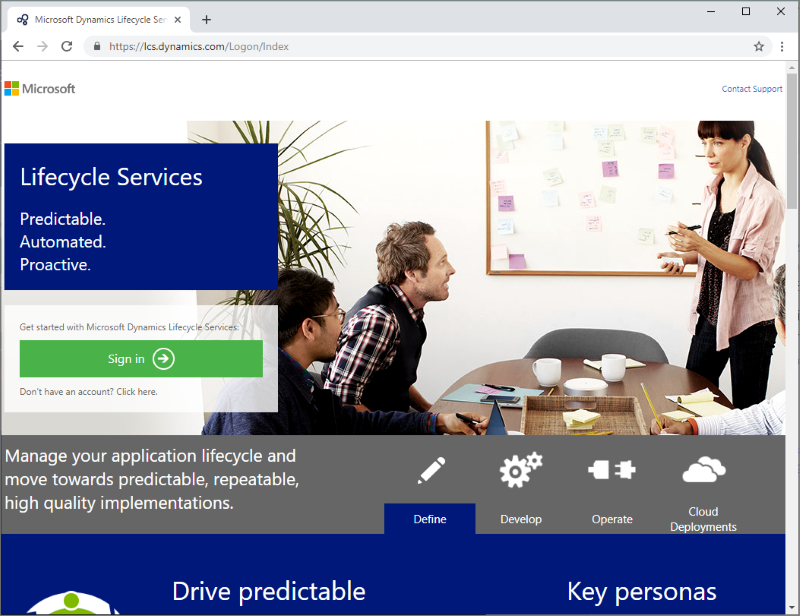 Microsoft Dynamics Lifecycle Ser
https://lcs.dynamics.com/Logon/Index
Microsoft
Contact Support
Lifecycle Services
Predictable.
Automated.
Proactive.
Get started with Microsoft Dynamics Lifecycle Services:
Sign in
Don't have an account? Click here.
Manage your application lifecycle and
move towards predictable, repeatable,
high quality implementations.
Define
Develop
Operate
Cloud
Deployments
Drive predictable
Key personas